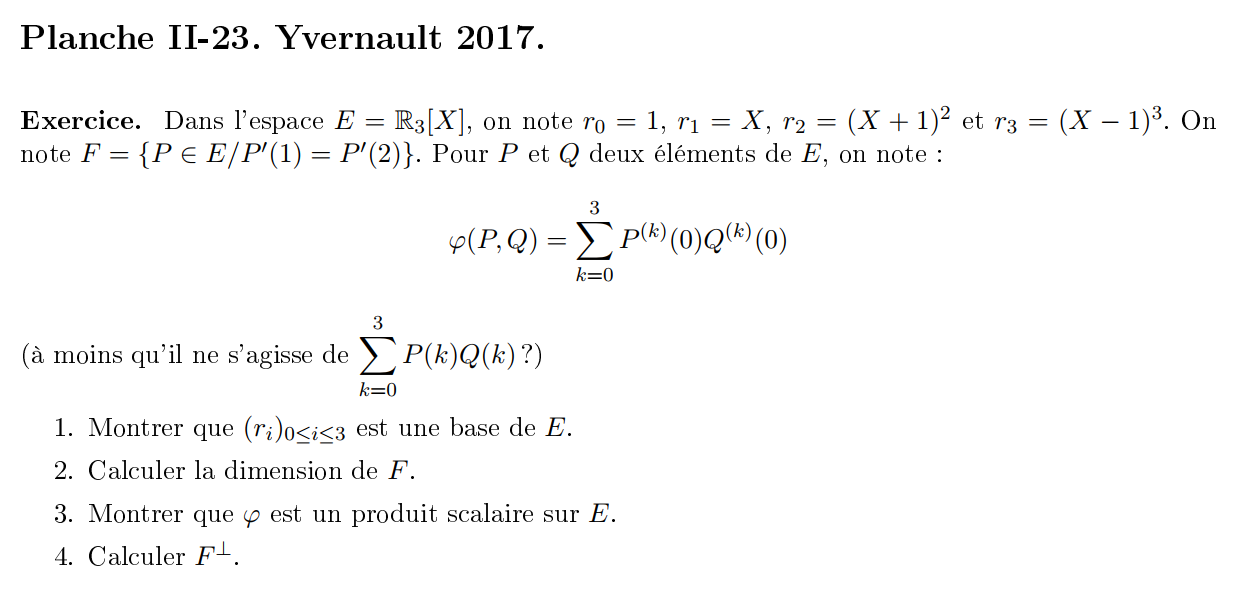 Planche II-23. Yvernault 2017.
Exercice. Dans l'espace $E = \mathbb{R}_3[X]$, on note $r_0 = 1$, $r_1 = X$, $r_2 = (X + 1)^2$ et $r_3 = (X - 1)^3$. On
note $F = \{P \in E/P'(1) = P'(2)\}$. Pour $P$ et $Q$ deux éléments de $E$, on note :
$\varphi(P, Q) = \sum_{k=0}^{3} P^{(k)}(0)Q^{(k)}(0)$
(à moins qu'il ne s'agisse de $\sum_{k=0}^{3} P(k)Q(k)$ ?)
1. Montrer que $(r_i)_{0 \leq i \leq 3}$ est une base de $E$.
2. Calculer la dimension de $F$.
3. Montrer que $\varphi$ est un produit scalaire sur $E$.
4. Calculer $F^{\perp}$.